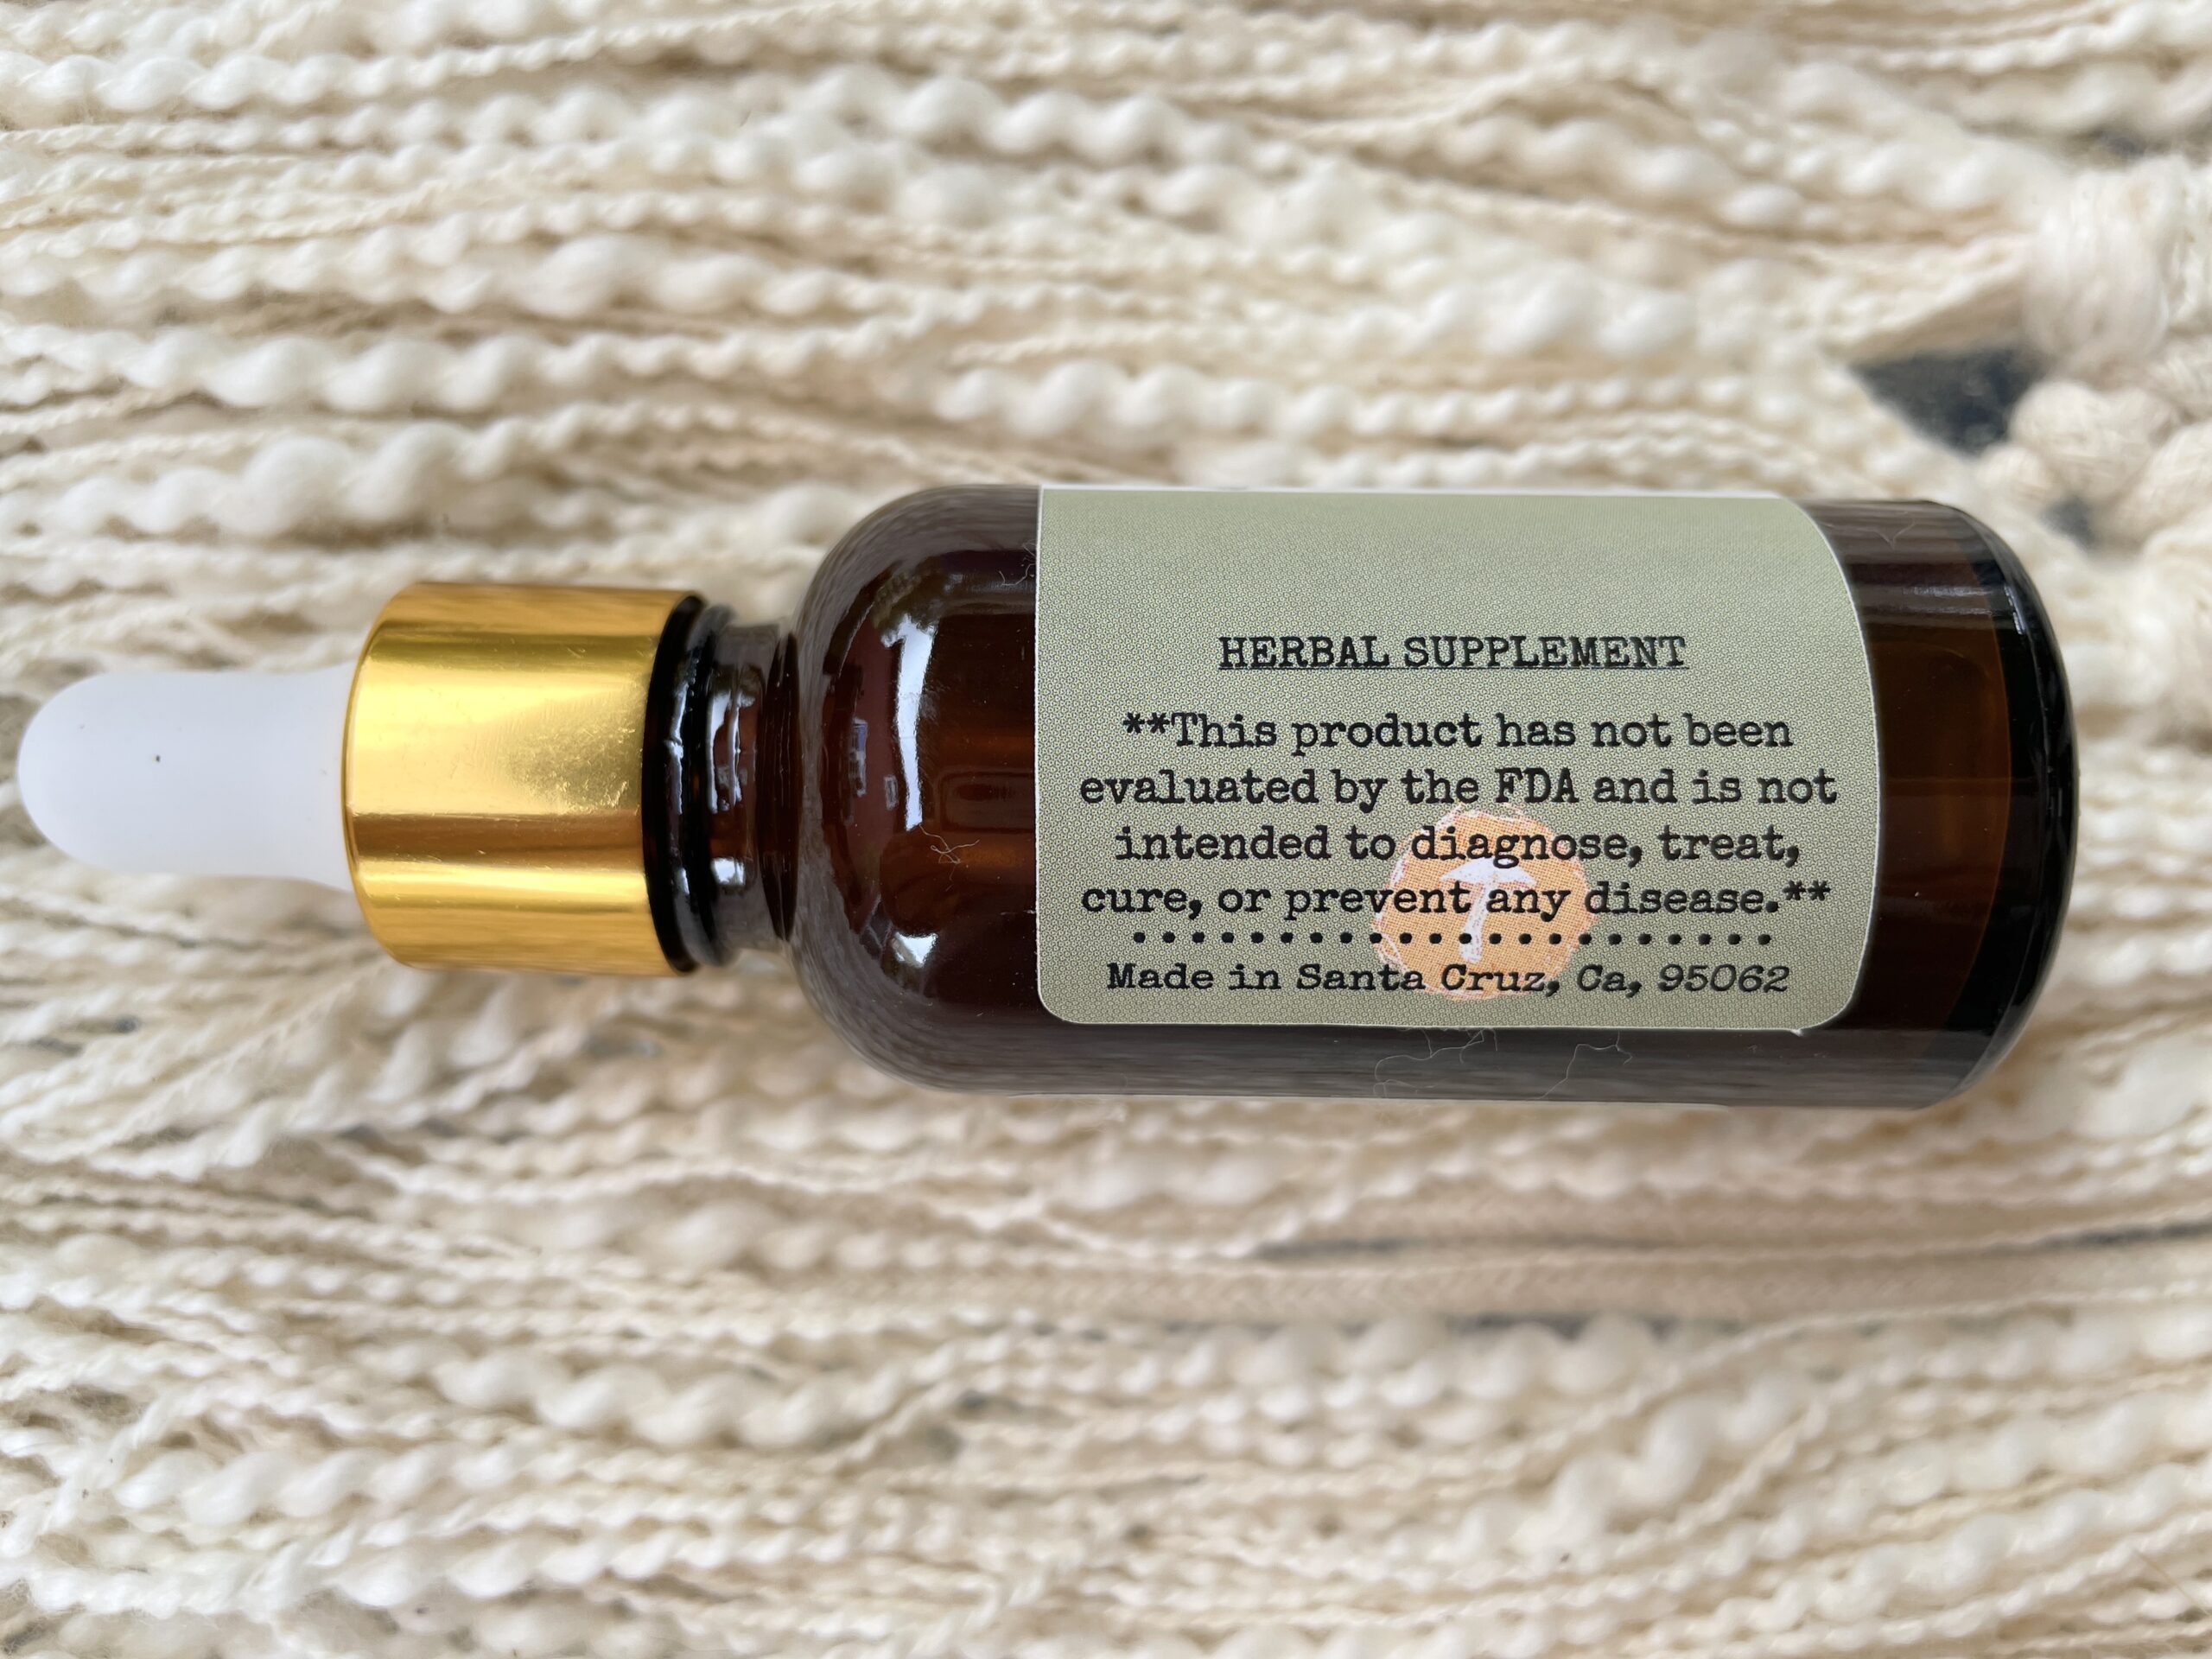 HERBAL SUPPLEMENT
**This product has not been
evaluated by the FDA and is not
intended to diagnose, treat,
cure, or prevent any disease.**
Made in Santa Cruz, Ca, 95062